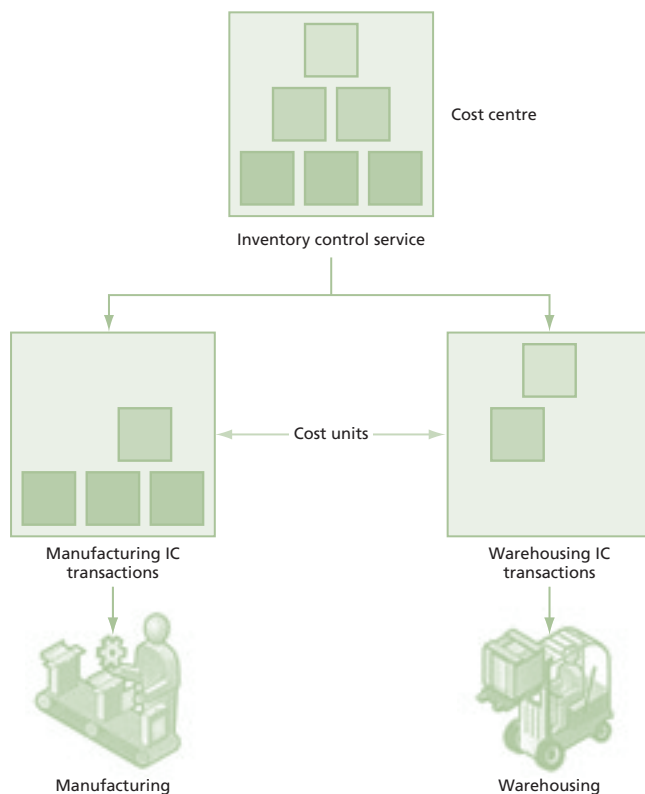 Cost centre
Inventory control service
Cost units
Manufacturing IC
transactions
Warehousing IC
transactions
Manufacturing
Warehousing